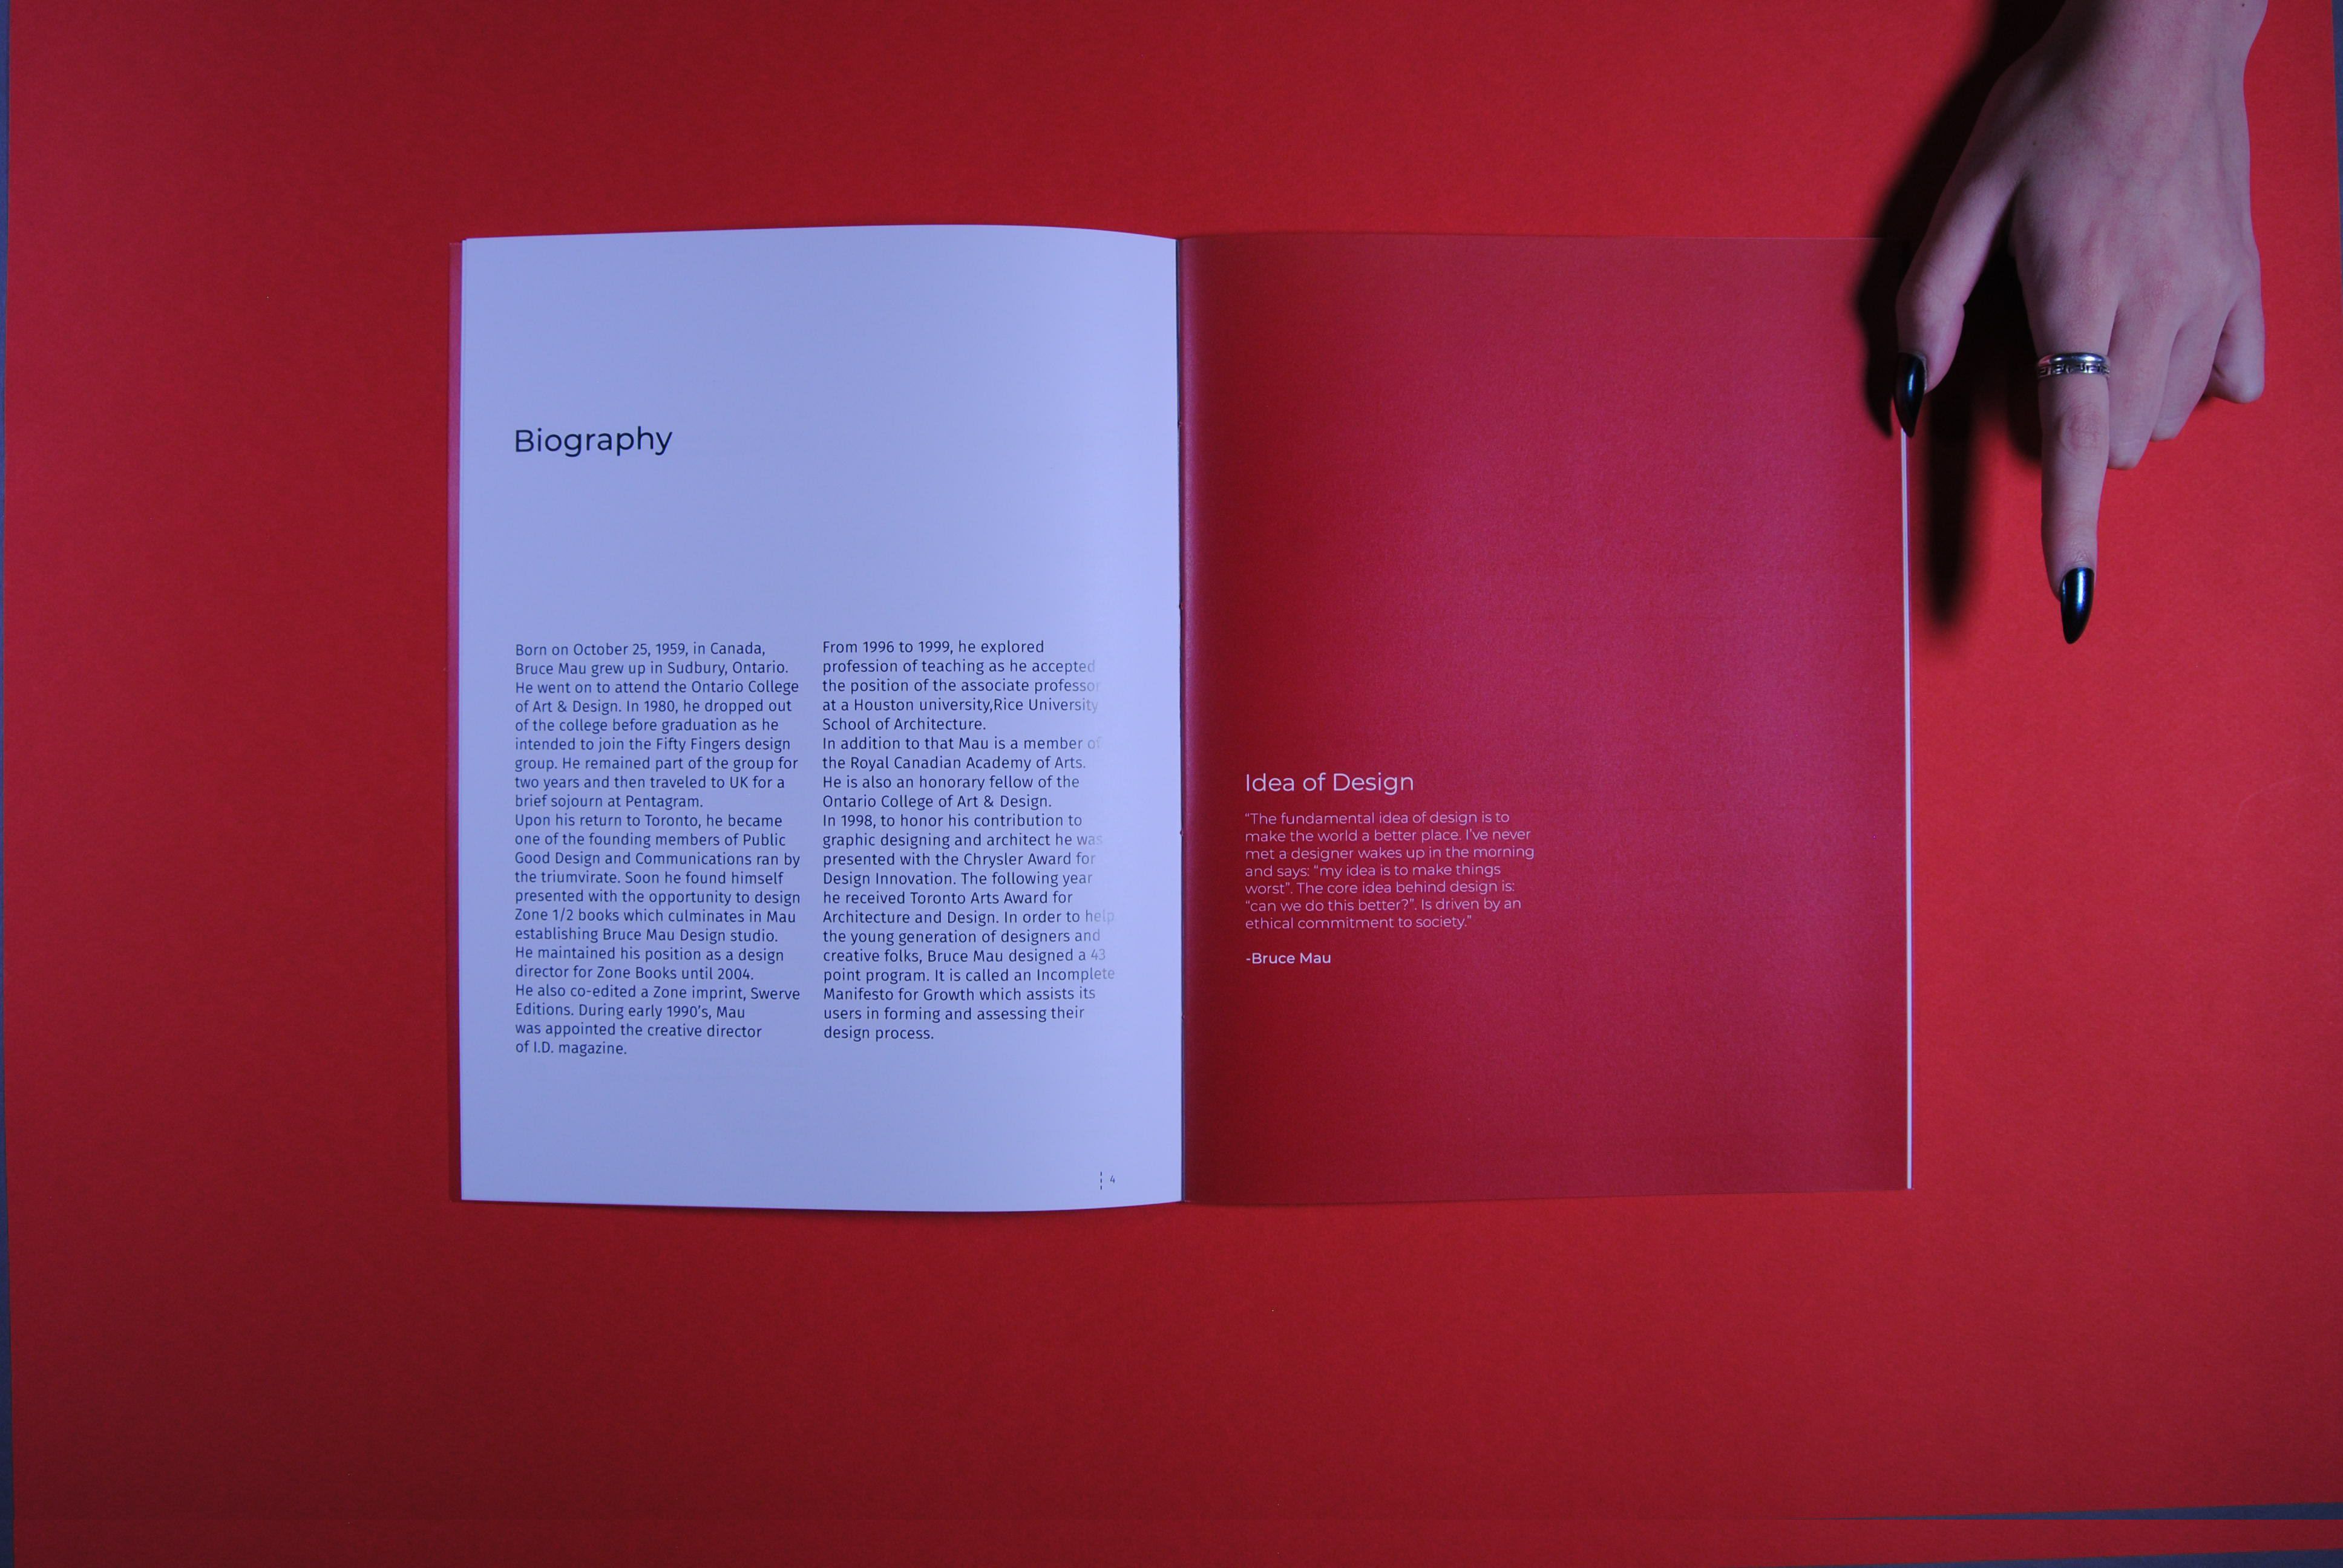 Biography
Born on October 25, 1959, in Canada,
Bruce Mau grew up in Sudbury, Ontario.
He went on to attend the Ontario College
of Art & Design. In 1980, he dropped out
of the college before graduation as he
intended to join the Fifty Fingers design
group. He remained part of the group for
two years and then traveled to UK for a
brief sojourn at Pentagram.
Upon his return to Toronto, he became
one of the founding members of Public
Good Design and Communications ran by
the triumvirate. Soon he found himself
presented with the opportunity to design
Zone 1/2 books which culminates in Mau
establishing Bruce Mau Design studio.
He maintained his position as a design
director for Zone Books until 2004.
He also co-edited a Zone imprint, Swerve
Editions. During early 1990's, Mau
was appointed the creative director
of I.D. magazine.
From 1996 to 1999, he explored
profession of teaching as he accepted
the position of the associate professor
at a Houston university,Rice University
School of Architecture.
In addition to that Mau is a member of
the Royal Canadian Academy of Arts.
He is also an honorary fellow of the
Ontario College of Art & Design.
In 1998, to honor his contribution to
graphic designing and architect he was
presented with the Chrysler Award for
Design Innovation. The following year
he received Toronto Arts Award for
Architecture and Design. In order to help
the young generation of designers and
creative folks, Bruce Mau designed a 43
point program. It is called an Incomplete
Manifesto for Growth which assists its
users in forming and assessing their
design process.
4
Idea of Design
“The fundamental idea of design is to
make the world a better place. I’ve never
met a designer wakes up in the morning
and says: “my idea is to make things
worst”. The core idea behind design is:
“can we do this better?”. Is driven by an
ethical commitment to society.”
-Bruce Mau